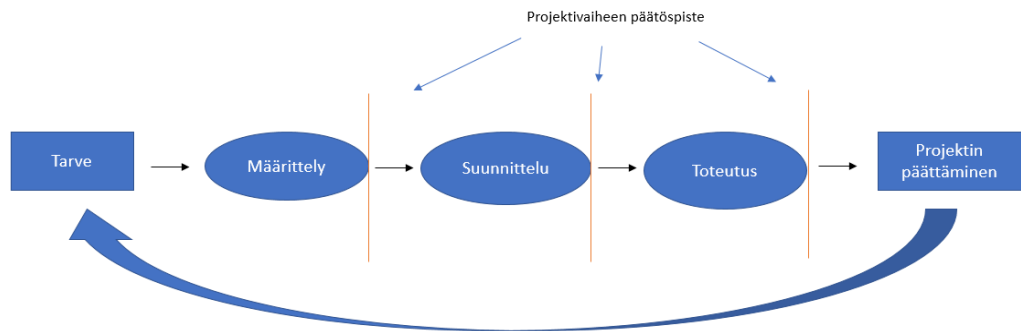 Projektivaiheen päätöspiste
Tarve
Määrittely
Suunnittelu
Toteutus
Projektin
päättäminen